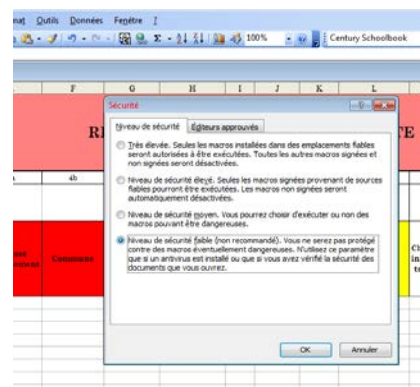 Outils Données Fenêtre ?
100% Century Schoolbook
F G H I J K L
Sécurité
Niveau de sécurité Éditeurs approuvés
Très élevée. Seules les macros installées dans des emplacements fiables
seront autorisées à être exécutées. Toutes les autres macros signées et
non signées seront désactivées.
Niveau de sécurité élevé. Seules les macros signées provenant de sources
fiables pourront être exécutées. Les macros non signées seront
automatiquement désactivées.
Niveau de sécurité moyen. Vous pourrez choisir d'exécuter ou non des
macros pouvant être dangereuses.
Niveau de sécurité faible (non recommandé). Vous ne serez pas protégé
contre des macros éventuellement dangereuses. N'utilisez ce paramètre
que si un antivirus est installé ou que si vous avez vérifié la sécurité des
documents que vous ouvrez.
OK Annuler
4b
Commune